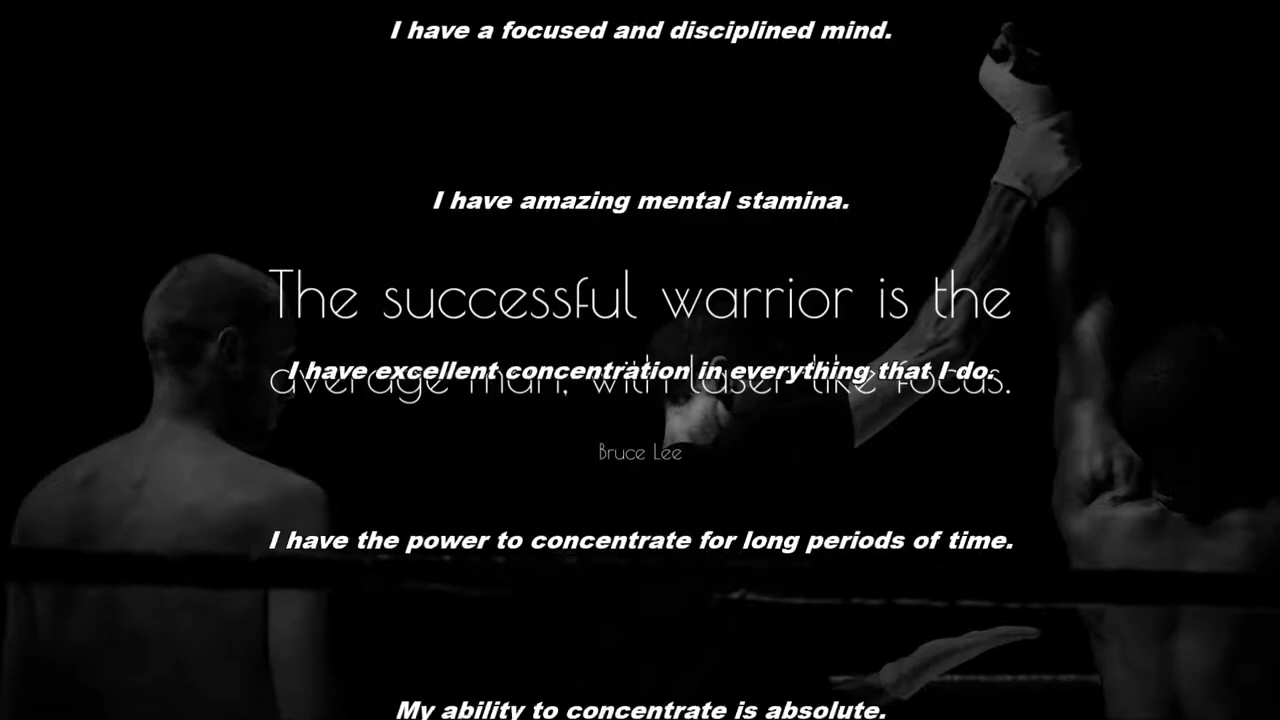 I have a focused and disciplined mind.
I have amazing mental stamina.
The successful warrior is the
I have excellent concentration in everything that I do.
average man, with laser like focus.
Bruce Lee
I have the power to concentrate for long periods of time.
My ability to concentrate is absolute.